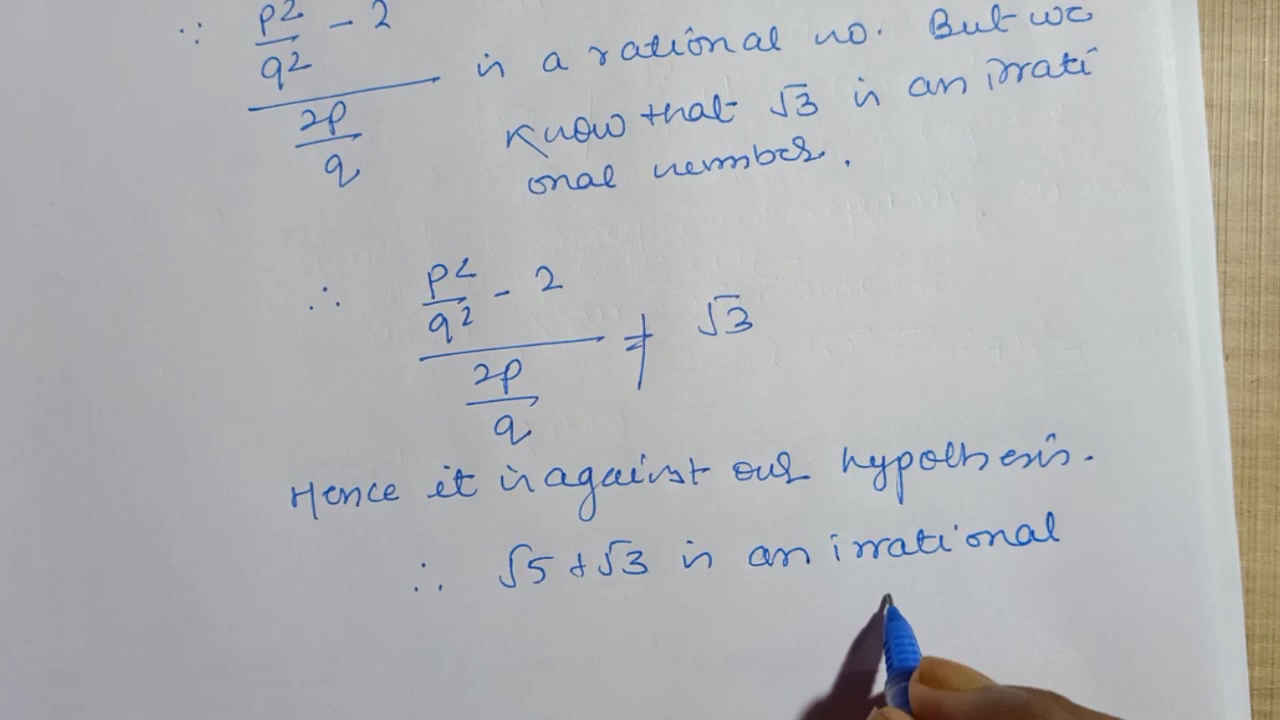 ∵ p²/q² - 2 / 2p/q is a rational no. But we
know that √3 is an irrati
onal number.
∴ p²/q² - 2 / 2p/q ≠ √3
Hence it is against our hypothesis.
∴ √5 + √3 is an irrational